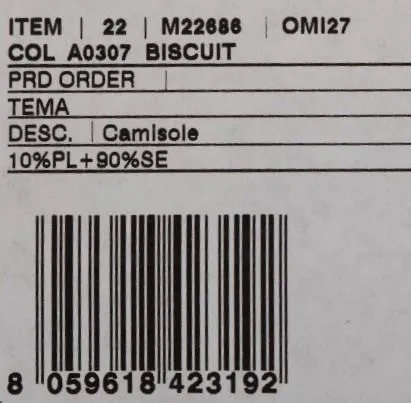 ITEM | 22 | M22686 | OMI27
COL A0307 BISCUIT
PRD ORDER |
TEMA
DESC. | Camisole
10%PL+90%SE
8 059618 423192